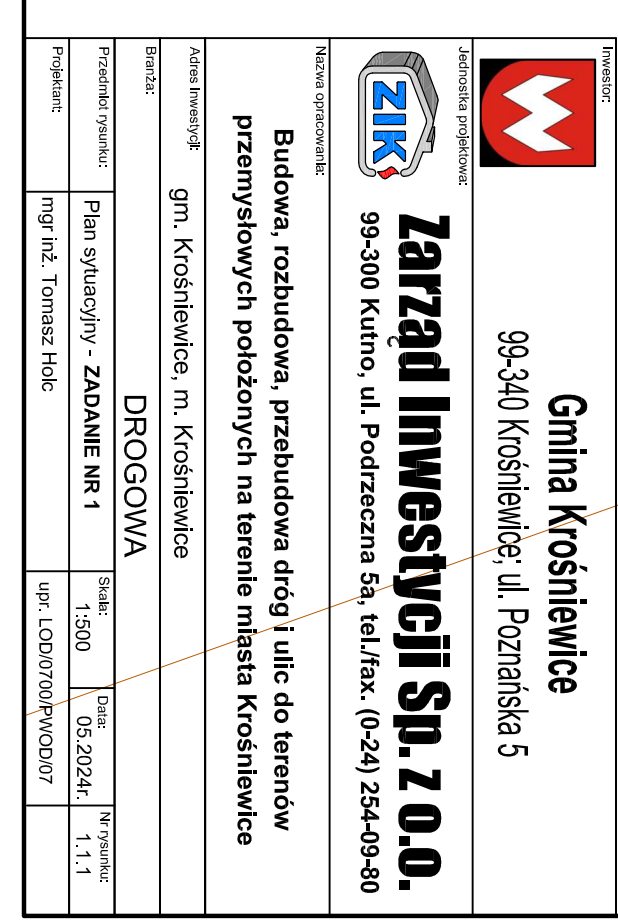 Inwestor:
Gmina Krośniewice
99-340 Krośniewice; ul. Poznańska 5
Jednostka projektowa:
ZIK
Zarząd Inwestycji Sp. z o.o.
99-300 Kutno, ul. Podrzeczna 5a, tel./fax. (0-24) 254-09-80
Nazwa opracowania:
Budowa, rozbudowa, przebudowa dróg i ulic do terenów
przemysłowych położonych na terenie miasta Krośniewice
Adres Inwestycji:
gm. Krośniewice, m. Krośniewice
Branża:
DROGOWA
Przedmiot rysunku:
Plan sytuacyjny - ZADANIE NR 1
Skala:
1:500
Data:
05.2024r.
Nr rysunku:
1.1.1
Projektant:
mgr inż. Tomasz Holc
upr. LOD/0700/PWOD/07